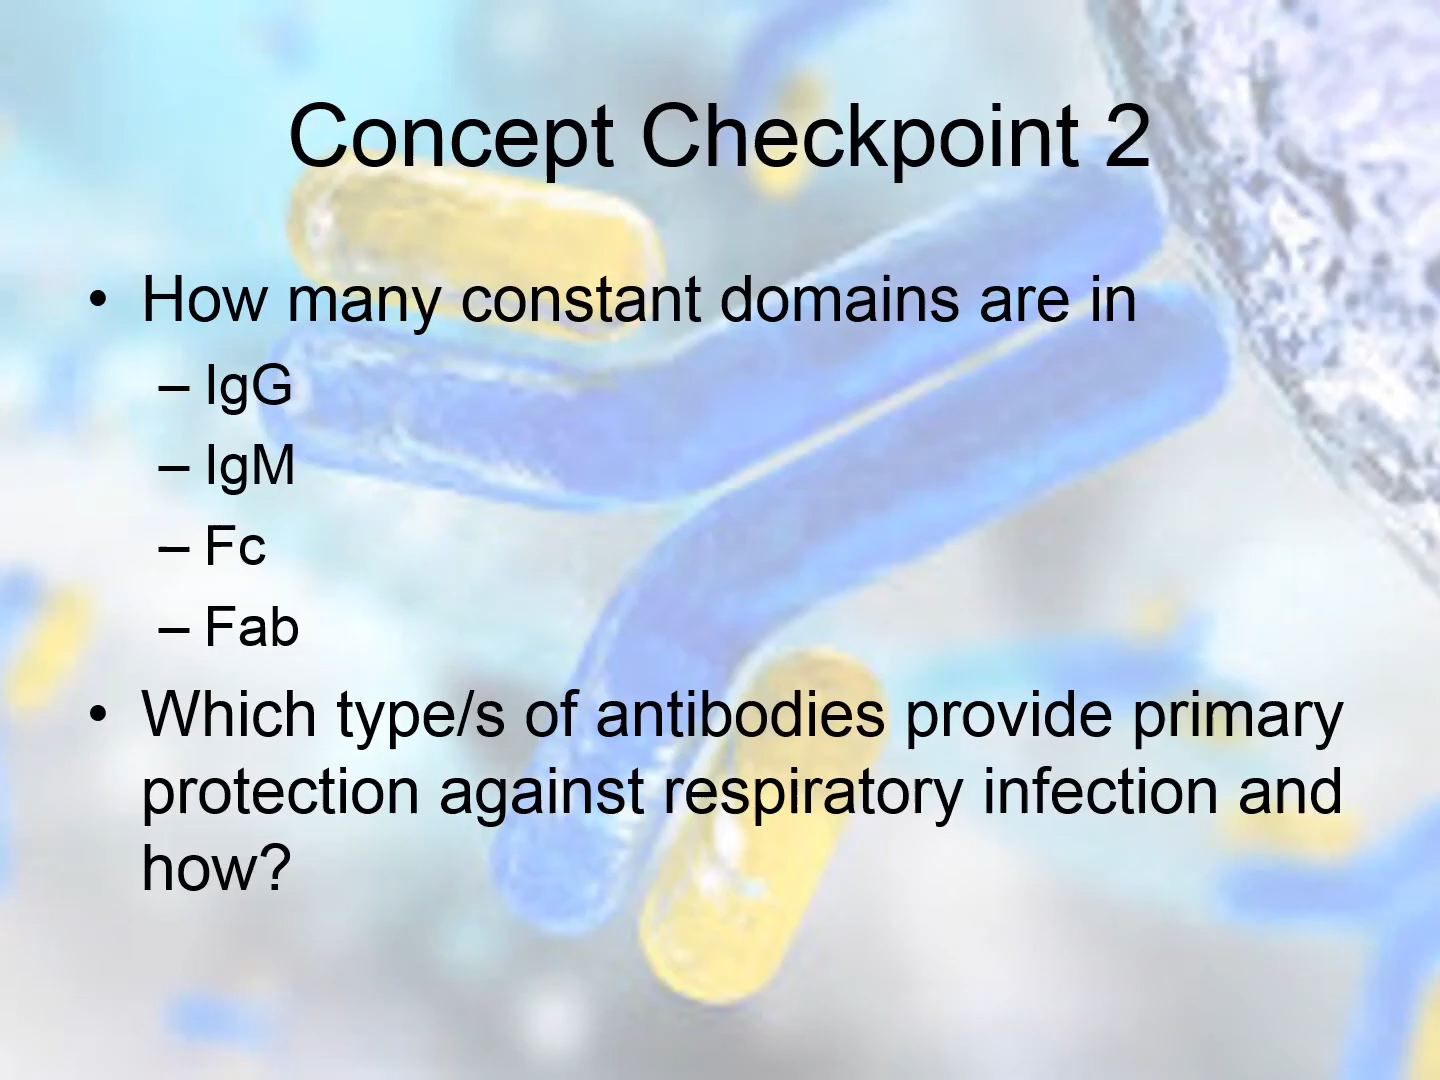 Concept Checkpoint 2
• How many constant domains are in
– IgG
– IgM
– Fc
– Fab
• Which type/s of antibodies provide primary
protection against respiratory infection and
how?